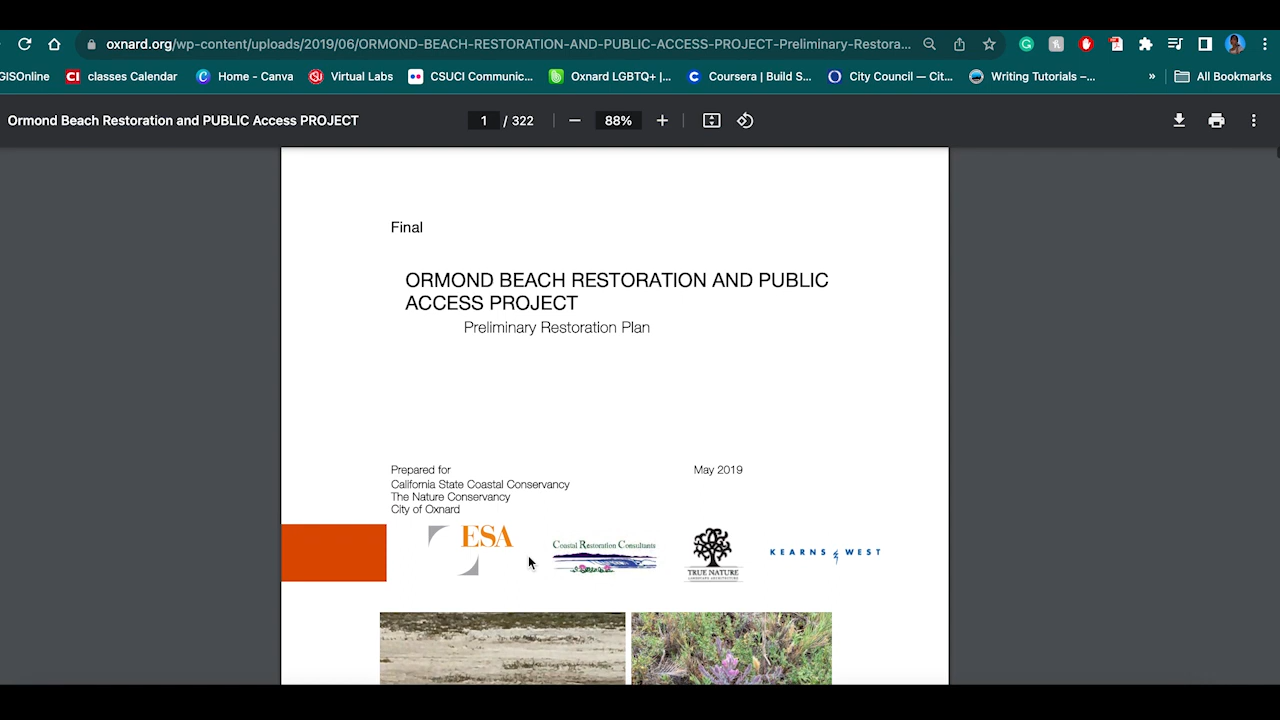 oxnard.org/wp-content/uploads/2019/06/ORMOND-BEACH-RESTORATION-AND-PUBLIC-ACCESS-PROJECT-Preliminary-Restora...
GISOnline CI classes Calendar Home - Canva Virtual Labs CSUCI Communic... Oxnard LGBTQ+ |... Coursera | Build S... City Council — Cit... Writing Tutorials –... » All Bookmarks
Ormond Beach Restoration and PUBLIC Access PROJECT 1 / 322 88%
Final
ORMOND BEACH RESTORATION AND PUBLIC
ACCESS PROJECT
Preliminary Restoration Plan
Prepared for May 2019
California State Coastal Conservancy
The Nature Conservancy
City of Oxnard
ESA
Coastal Restoration Consultants
TRUE NATURE
LANDSCAPE ARCHITECTURE
KEARNS WEST